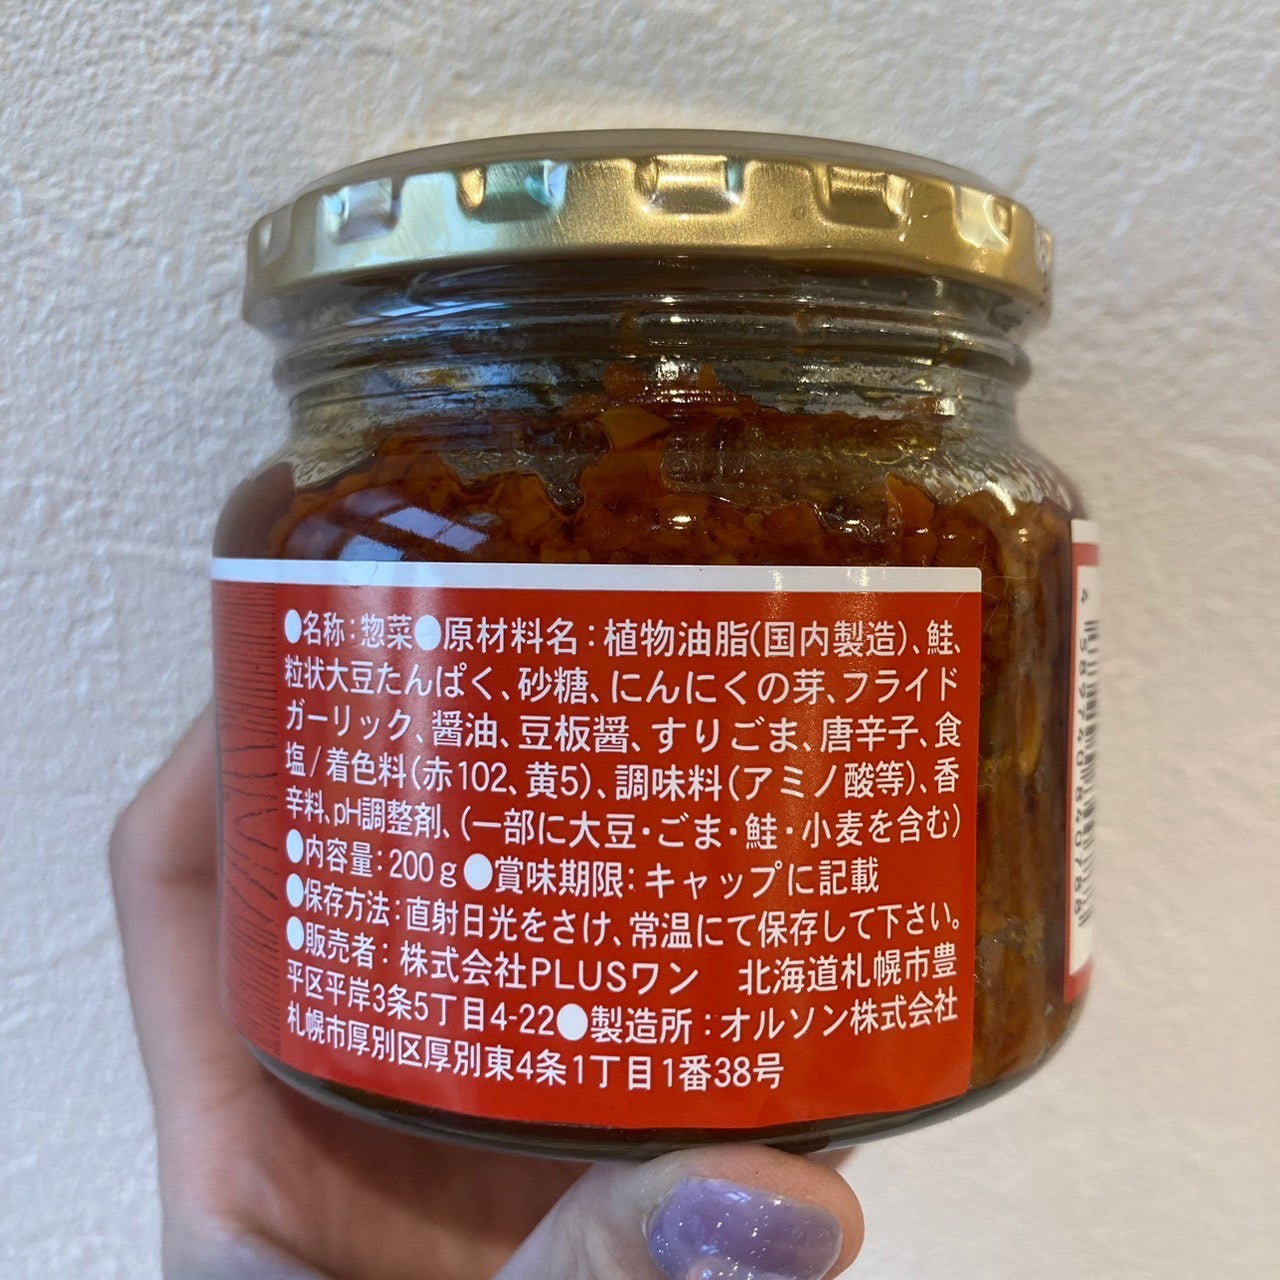 ●名称：惣菜●原材料名：植物油脂(国内製造)、鮭、
粒状大豆たんぱく、砂糖、にんにくの芽、フライド
ガーリック、醤油、豆板醤、すりごま、唐辛子、食
塩/着色料(赤102、黄5)、調味料(アミノ酸等)、香
辛料、pH調整剤、(一部に大豆・ごま・鮭・小麦を含む)
●内容量：200g●賞味期限：キャップに記載
●保存方法：直射日光をさけ、常温にて保存して下さい。
●販売者：株式会社PLUSワン　北海道札幌市豊
平区平岸3条5丁目4-22●製造所：オルソン株式会社
札幌市厚別区厚別東4条1丁目1番38号